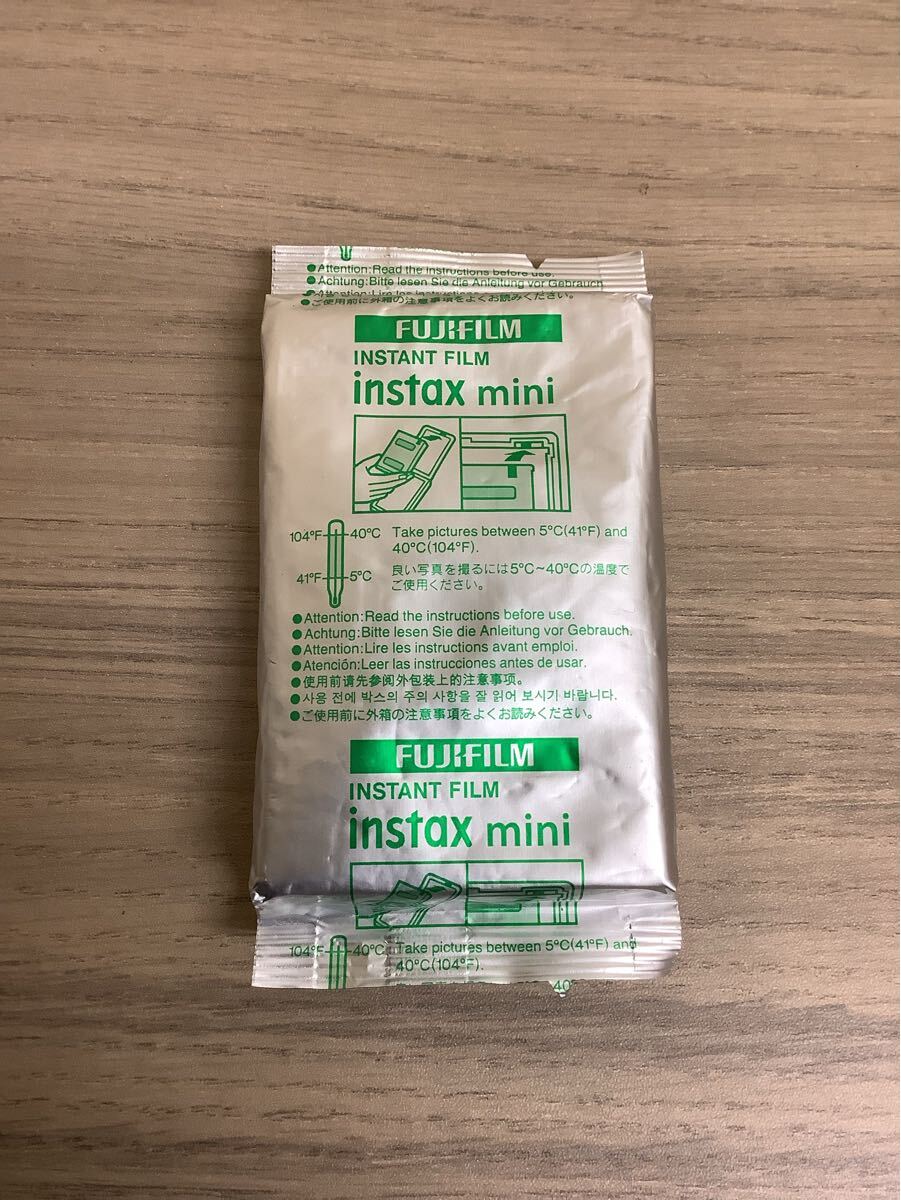 ●Attention:Read the instructions before use.
●Achtung:Bitte lesen Sie die Anleitung vor Gebrauch.
●ご使用前に外箱の注意事項をよくお読みください。
FUJIFILM
INSTANT FILM
instax mini
104°F 40°C
41°F 5°C
Take pictures between 5°C(41°F) and
40°C(104°F).
良い写真を撮るには5°C~40°Cの温度で
ご使用ください。
●Attention:Read the instructions before use.
●Achtung:Bitte lesen Sie die Anleitung vor Gebrauch.
●Attention:Lire les instructions avant emploi.
●Atención:Leer las instrucciones antes de usar.
●使用前请先参阅外包装上的注意事项。
●사용 전에 박스의 주의 사항을 잘 읽어 보시기 바랍니다.
●ご使用前に外箱の注意事項をよくお読みください。
FUJIFILM
INSTANT FILM
instax mini
104°F 40°C
Take pictures between 5°C(41°F) and
40°C(104°F).
40°